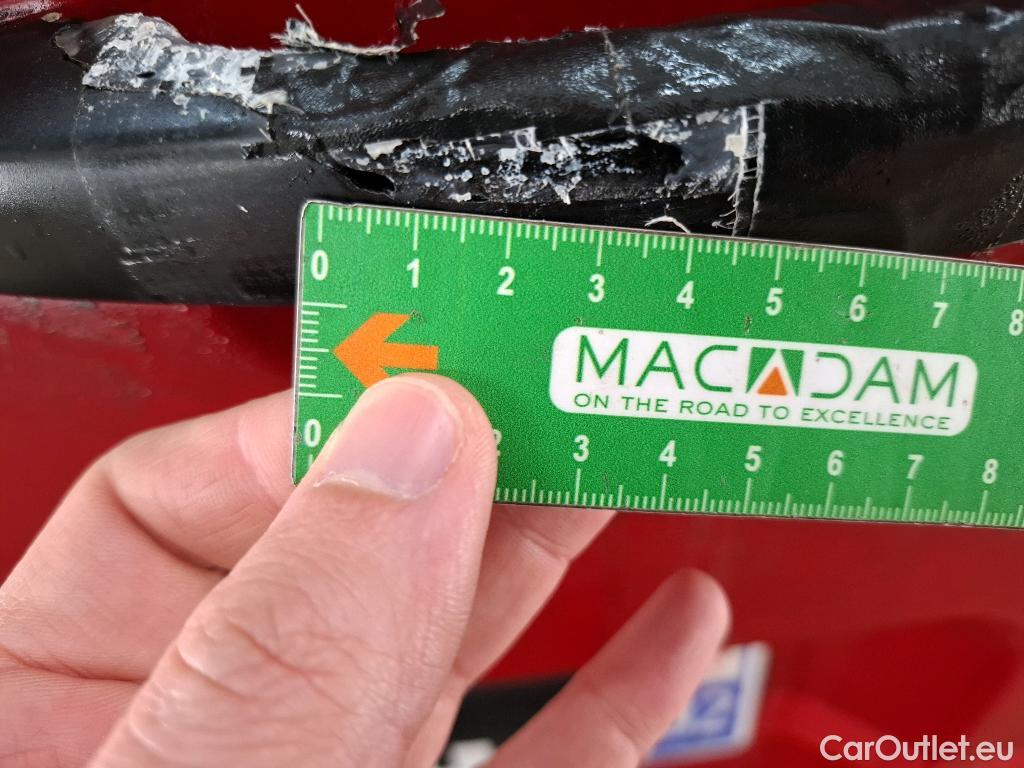 0 1 2 3 4 5 6 7 8
MACADAM
ON THE ROAD TO EXCELLENCE
0 2 3 4 5 6 7 8
CarOutlet.eu